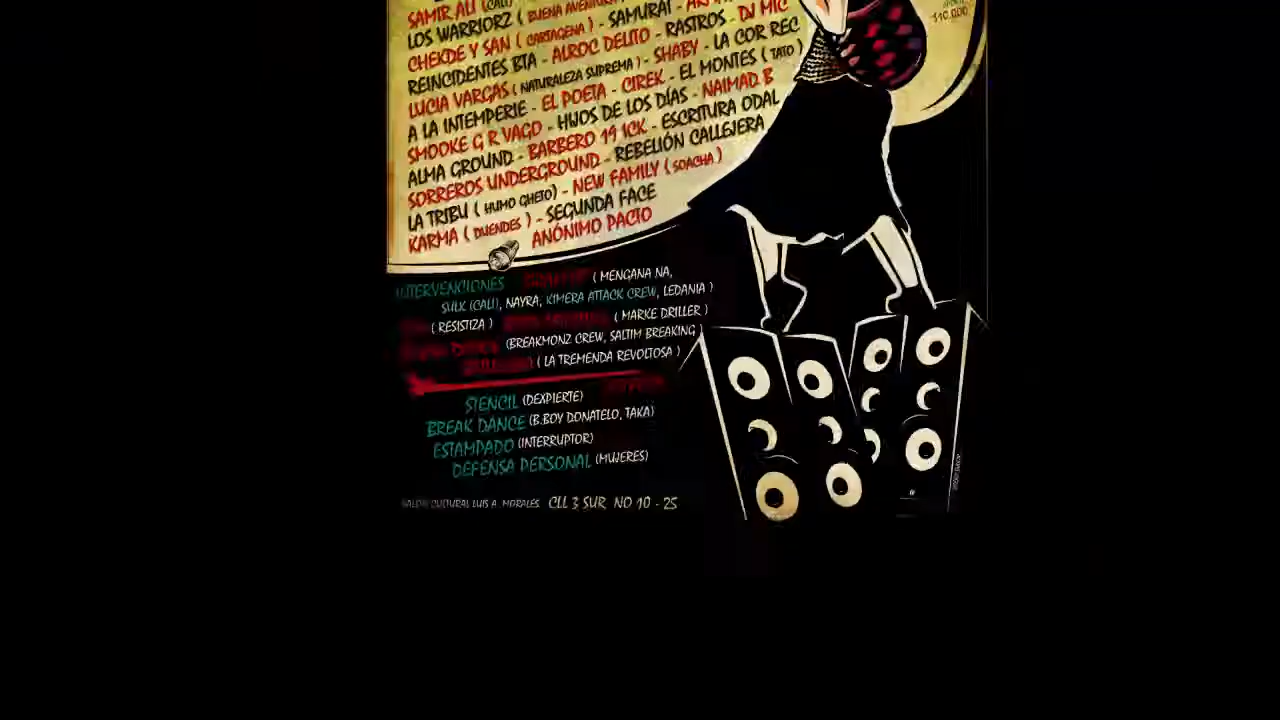 SAMIR ALI (CALI)
LOS WARRIORZ ( BUENA AVENTURA
CHEKDE Y SAN ( CARTAGENA ) - SAMURAI -
REINCIDENTES BTA - ALROC DELITO - RASTROS - DJ MIC
LUCIA VARGAS ( NATURALEZA SUPREMA ) - SHABY - LA COR REC
A LA INTEMPERIE - EL POETA - CIREK - EL MONTES ( TATO )
SMOOKE G R VAGO - HIJOS DE LOS DÍAS - NAIMAD B
ALMA GROUND - BARBERO 19 ICK - ESCRITURA ODAL
SORREROS UNDERGROUND - REBELIÓN CALLEJERA
LA TRIBU ( HUMO GHETO) - NEW FAMILY ( SOACHA )
KARMA ( DUENDES ) - SEGUNDA FACE
ANÓNIMO PACTO
$10.000
INTERVENCIONES ( MENGANA NA,
SULK (CALI), NAYRA, KIMERA ATTACK CREW, LEDANIA )
( RESISTIZA ) ( MARKE DRILLER )
(BREAKMONZ CREW, SALTIM BREAKING )
( LA TREMENDA REVOLTOSA )
STENCIL (DEXPIERTE)
BREAK DANCE (B.BOY DONATELO, TAKA)
ESTAMPADO (INTERRUPTOR)
DEFENSA PERSONAL (MUJERES)
SALON CULTURAL LUIS A. MORALES CLL 3 SUR NO 10 - 25